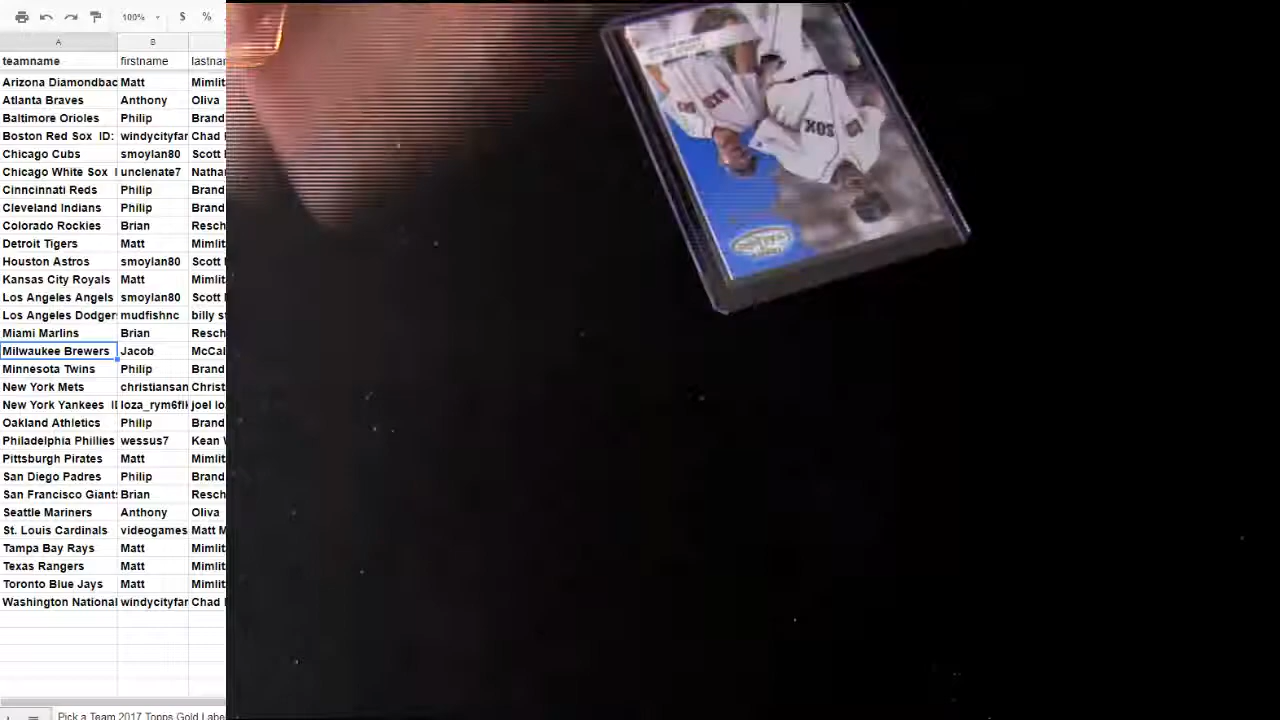 100% $ %
A B
teamname firstname lastnam
Arizona Diamondbac Matt Mimlit
Atlanta Braves Anthony Oliva
Baltimore Orioles Philip Brand
Boston Red Sox ID: windycityfar Chad
Chicago Cubs smoylan80 Scott
Chicago White Sox I unclenate7 Natha
Cinncinnati Reds Philip Brand
Cleveland Indians Philip Brand
Colorado Rockies Brian Resch
Detroit Tigers Matt Mimlit
Houston Astros smoylan80 Scott
Kansas City Royals Matt Mimlit
Los Angeles Angels smoylan80 Scott
Los Angeles Dodgers mudfishnc billy s
Miami Marlins Brian Resch
Milwaukee Brewers Jacob McCal
Minnesota Twins Philip Brand
New York Mets christiansan Christ
New York Yankees ID loza_rym6fl joel lo
Oakland Athletics Philip Brand
Philadelphia Phillies wessus7 Kean
Pittsburgh Pirates Matt Mimlit
San Diego Padres Philip Brand
San Francisco Giants Brian Resch
Seattle Mariners Anthony Oliva
St. Louis Cardinals videogames Matt M
Tampa Bay Rays Matt Mimlit
Texas Rangers Matt Mimlit
Toronto Blue Jays Matt Mimlit
Washington National windycityfar Chad
Pick a Team 2017 Topps Gold Labe
SOX